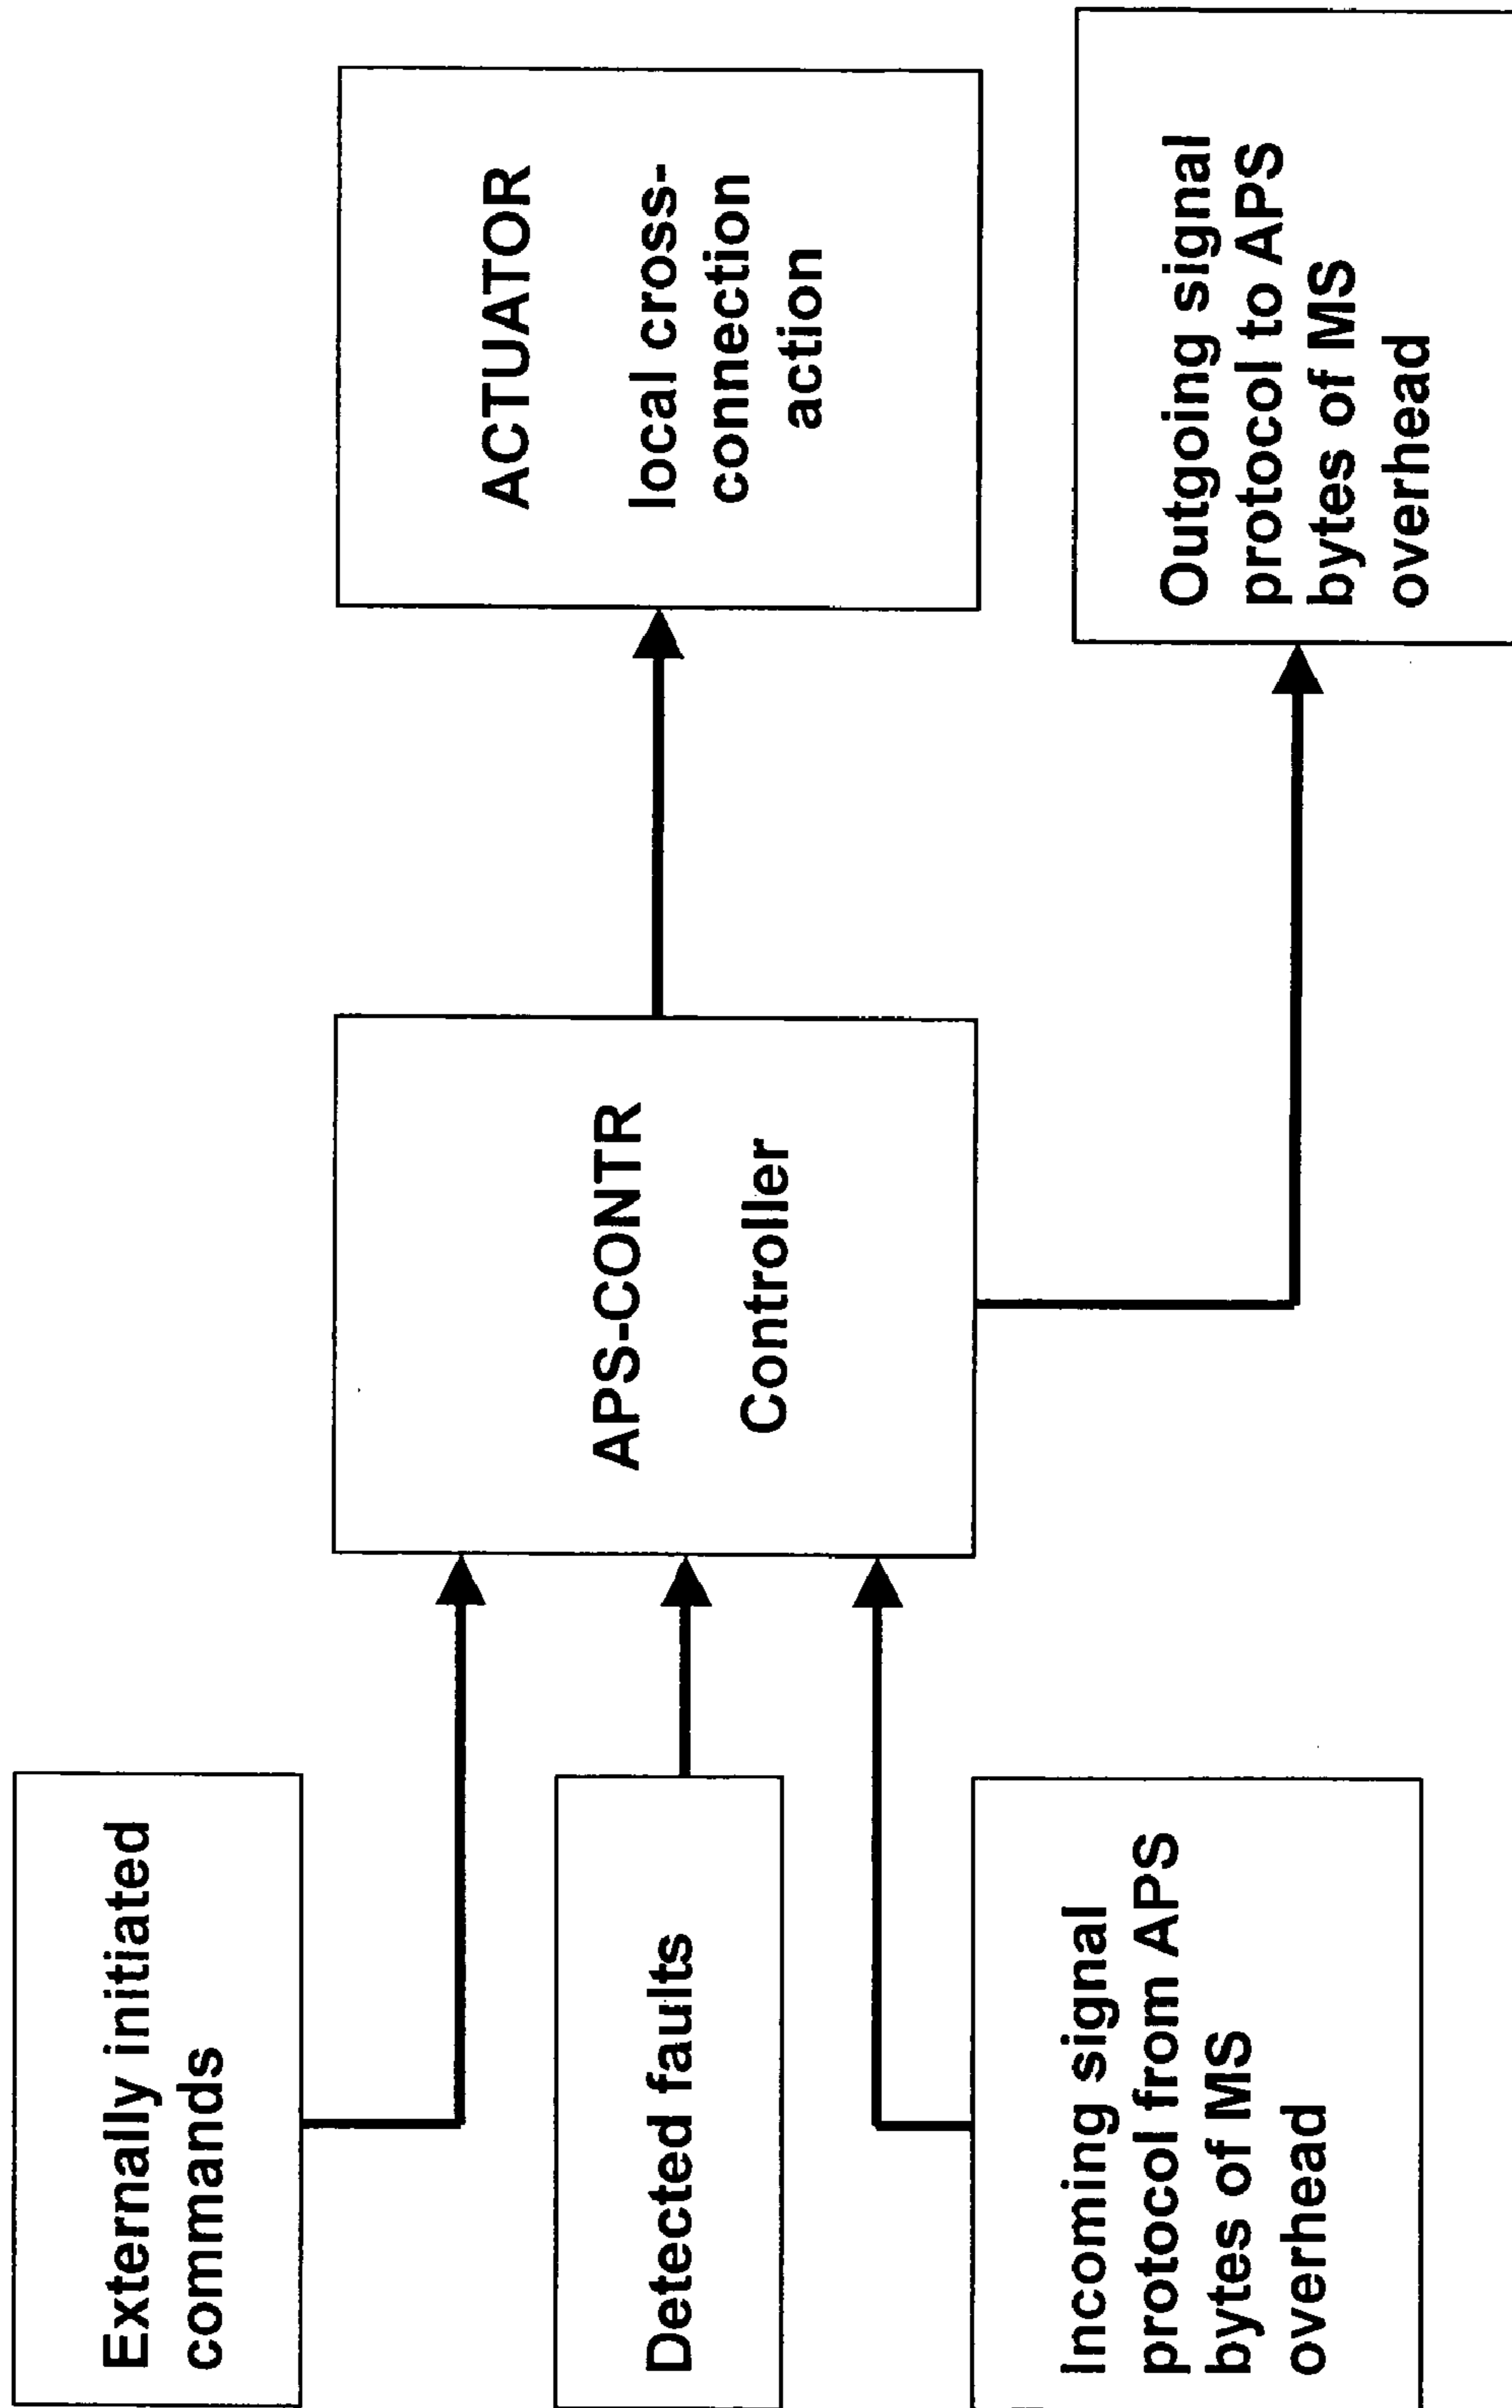 Externally initiated
commands
Detected faults
Incoming signal
protocol from APS
bytes of MS
overhead
APS-CONTR
Controller
ACTUATOR
local cross-
connection
action
Outgoing signal
protocol to APS
bytes of MS
overhead